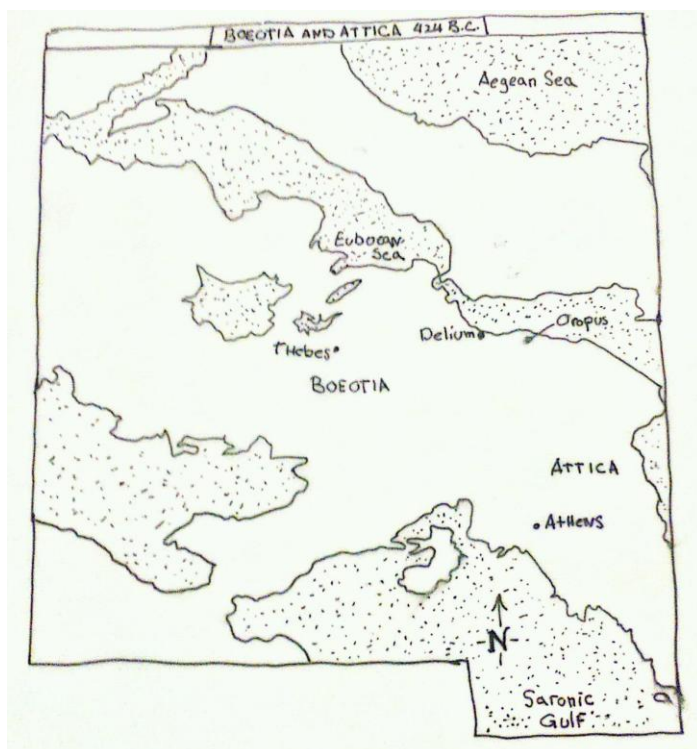 BOEOTIA AND ATTICA 424 B.C.
Aegean Sea
Euboean
Sea
Oropus
Delium
THebes
BOEOTIA
ATTICA
ATHeNS
N
Saronic
Gulf